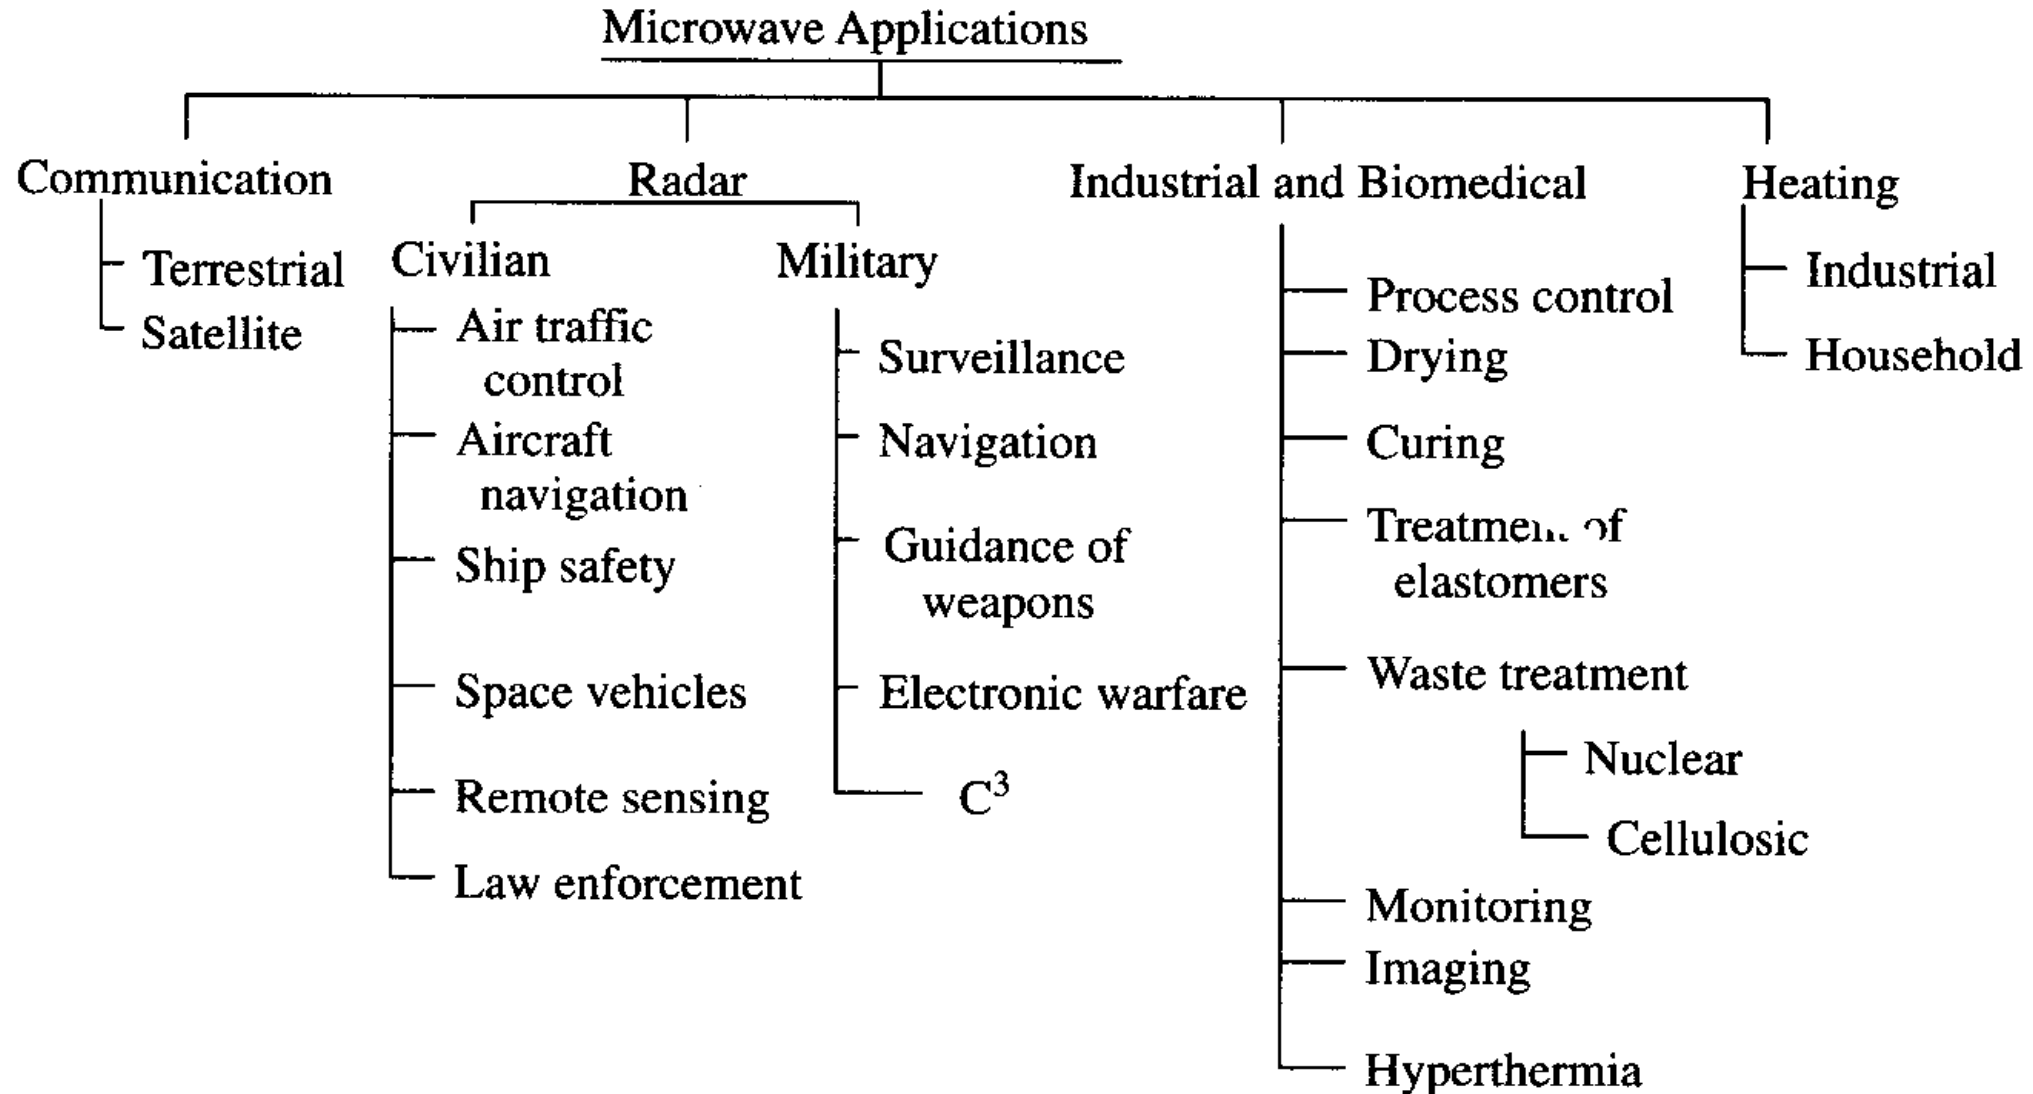 Microwave Applications
Communication
Terrestrial
Satellite
Radar
Civilian
Air traffic
control
Aircraft
navigation
Ship safety
Space vehicles
Remote sensing
Law enforcement
Military
Surveillance
Navigation
Guidance of
weapons
Electronic warfare
C³
Industrial and Biomedical
Process control
Drying
Curing
Treatment of
elastomers
Waste treatment
Nuclear
Cellulosic
Monitoring
Imaging
Hyperthermia
Heating
Industrial
Household